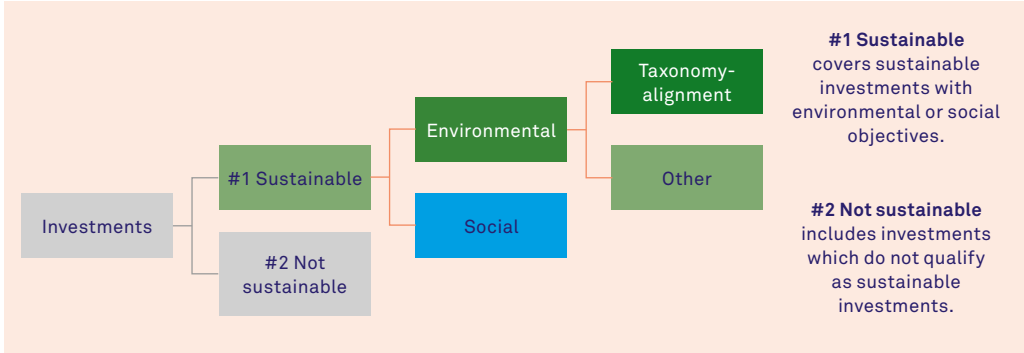 Investments
#1 Sustainable
#2 Not
sustainable
Environmental
Social
Taxonomy-
alignment
Other
#1 Sustainable
covers sustainable
investments with
environmental or social
objectives.
#2 Not sustainable
includes investments
which do not qualify
as sustainable
investments.